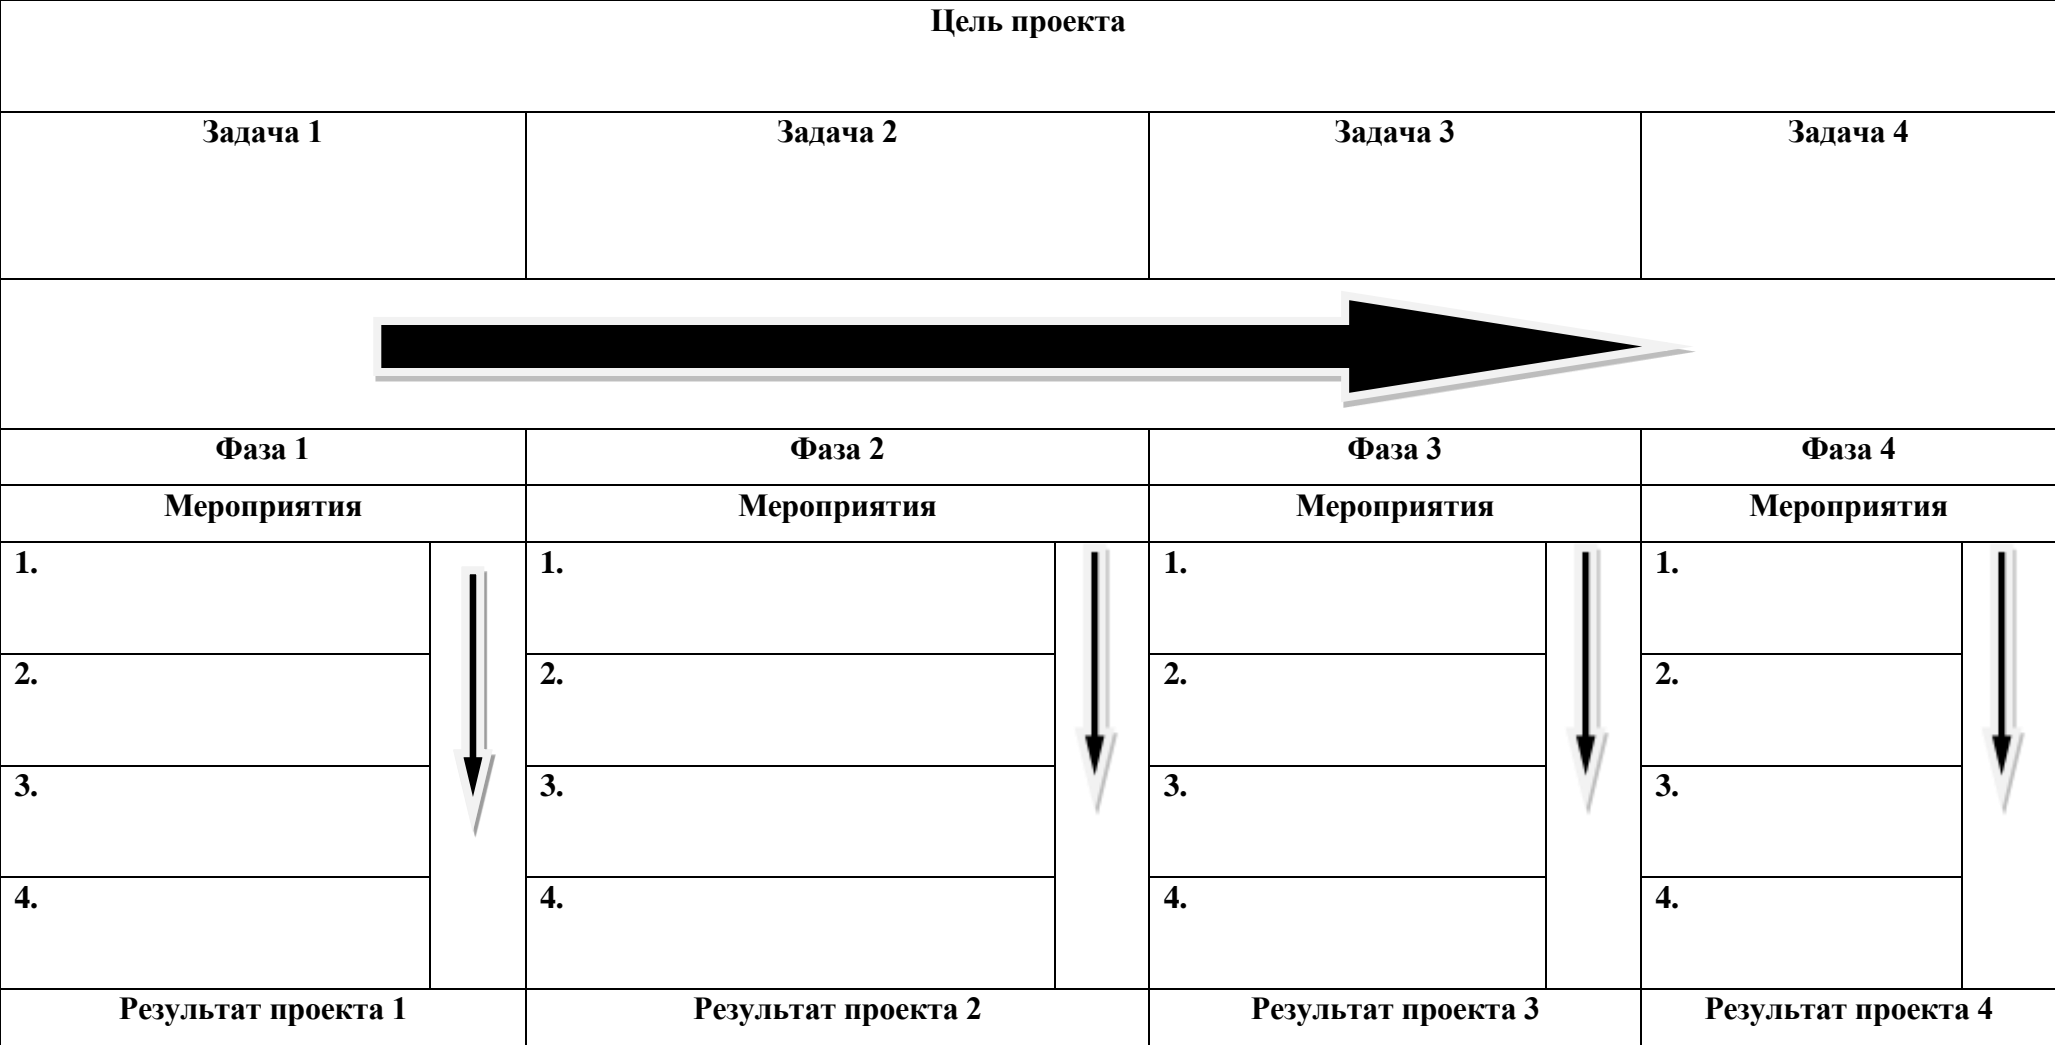 Цель проекта
Задача 1 Задача 2 Задача 3 Задача 4
Фаза 1 Фаза 2 Фаза 3 Фаза 4
Мероприятия Мероприятия Мероприятия Мероприятия
1. 1. 1. 1.
2. 2. 2. 2.
3. 3. 3. 3.
4. 4. 4. 4.
Результат проекта 1 Результат проекта 2 Результат проекта 3 Результат проекта 4